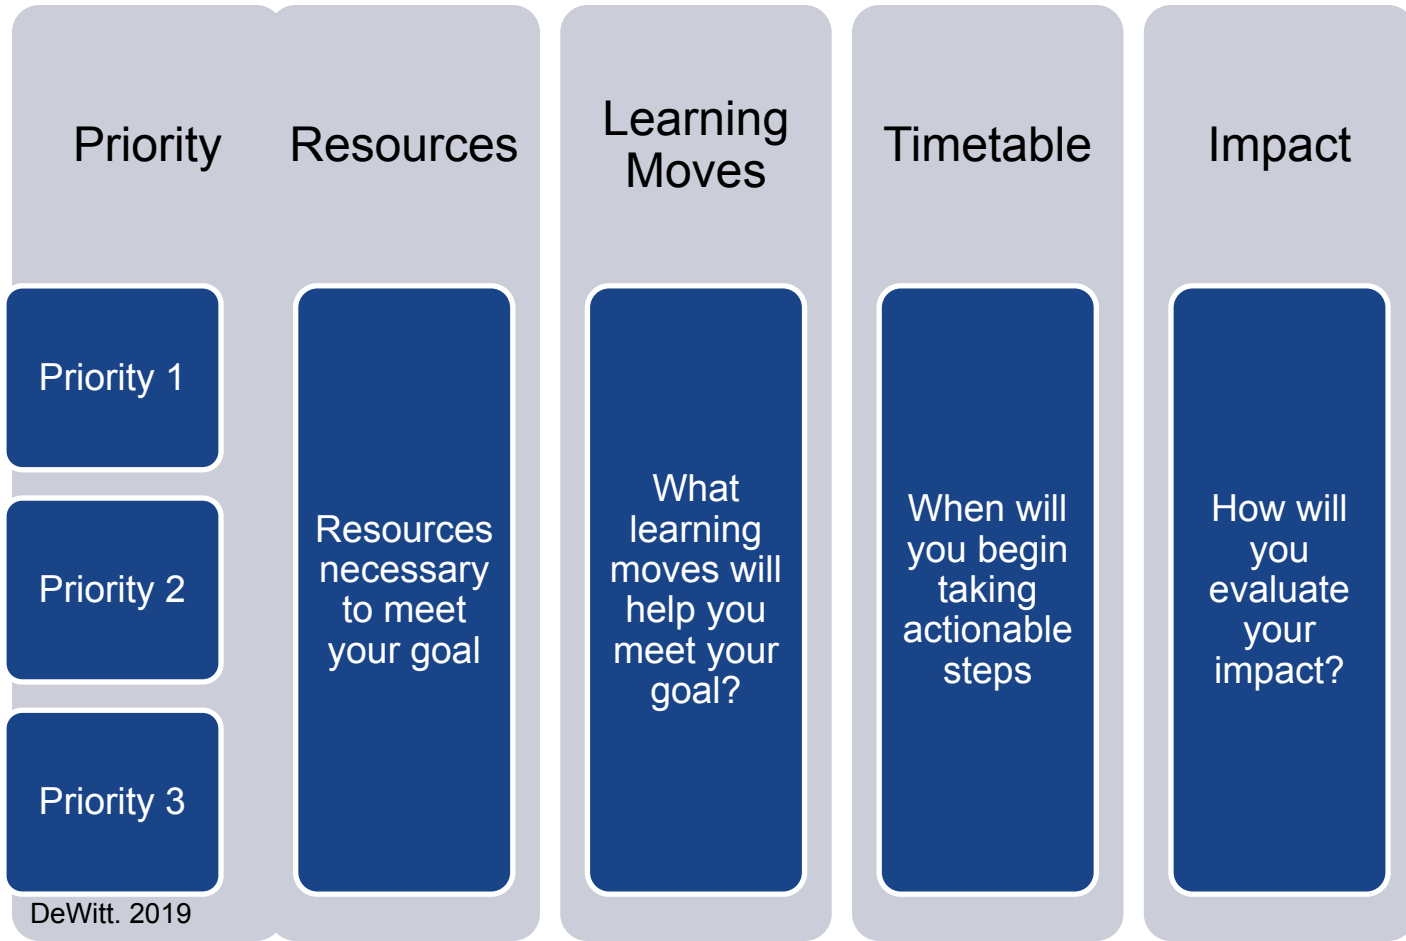 Priority
Resources
Learning
Moves
Timetable
Impact
Priority 1
Priority 2
Priority 3
Resources
necessary
to meet
your goal
What
learning
moves will
help you
meet your
goal?
When will
you begin
taking
actionable
steps
How will
you
evaluate
your
impact?
DeWitt. 2019